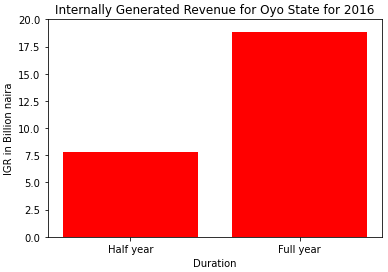 Internally Generated Revenue for Oyo State for 2016
IGR in Billion naira
20.0
17.5
15.0
12.5
10.0
7.5
5.0
2.5
0.0
Half year
Full year
Duration